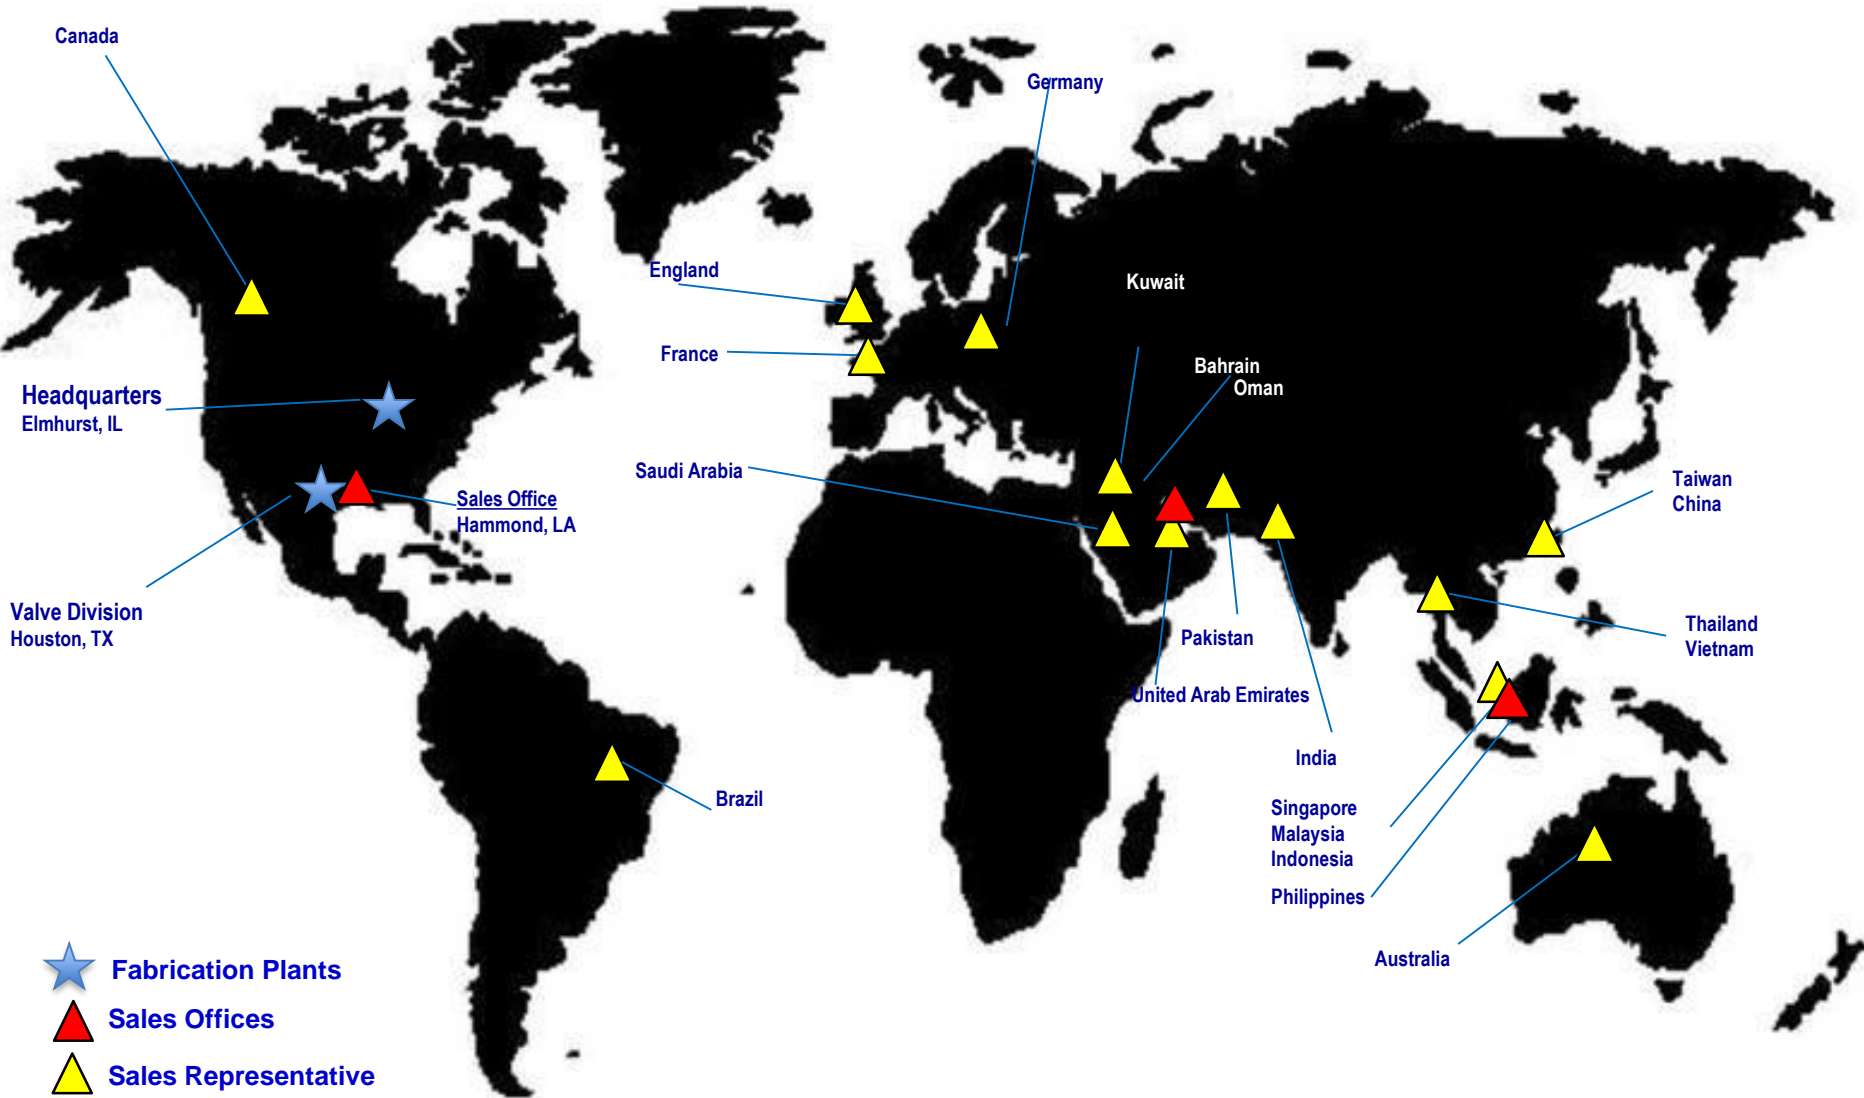 Canada
Germany
England
Kuwait
France
Bahrain
Oman
Headquarters
Elmhurst, IL
Saudi Arabia
Sales Office
Hammond, LA
Taiwan
China
Valve Division
Houston, TX
Pakistan
Thailand
Vietnam
United Arab Emirates
India
Brazil
Singapore
Malaysia
Indonesia
Philippines
Australia
Fabrication Plants
Sales Offices
Sales Representative